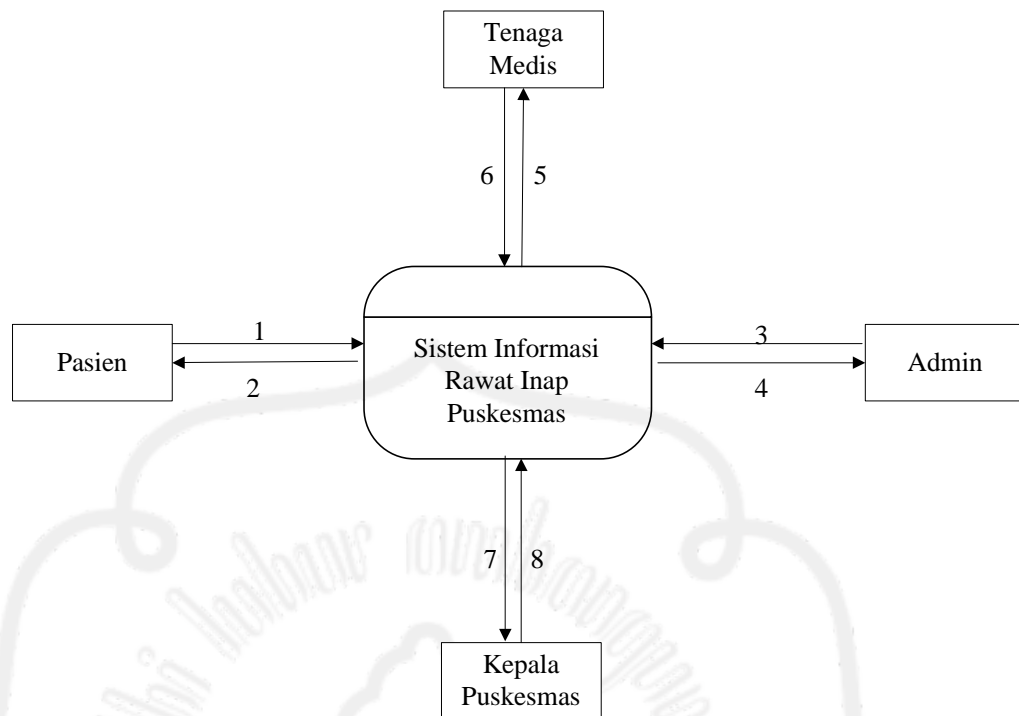 Tenaga
Medis
6
5
Pasien
1
2
Sistem Informasi
Rawat Inap
Puskesmas
3
4
Admin
7
8
Kepala
Puskesmas